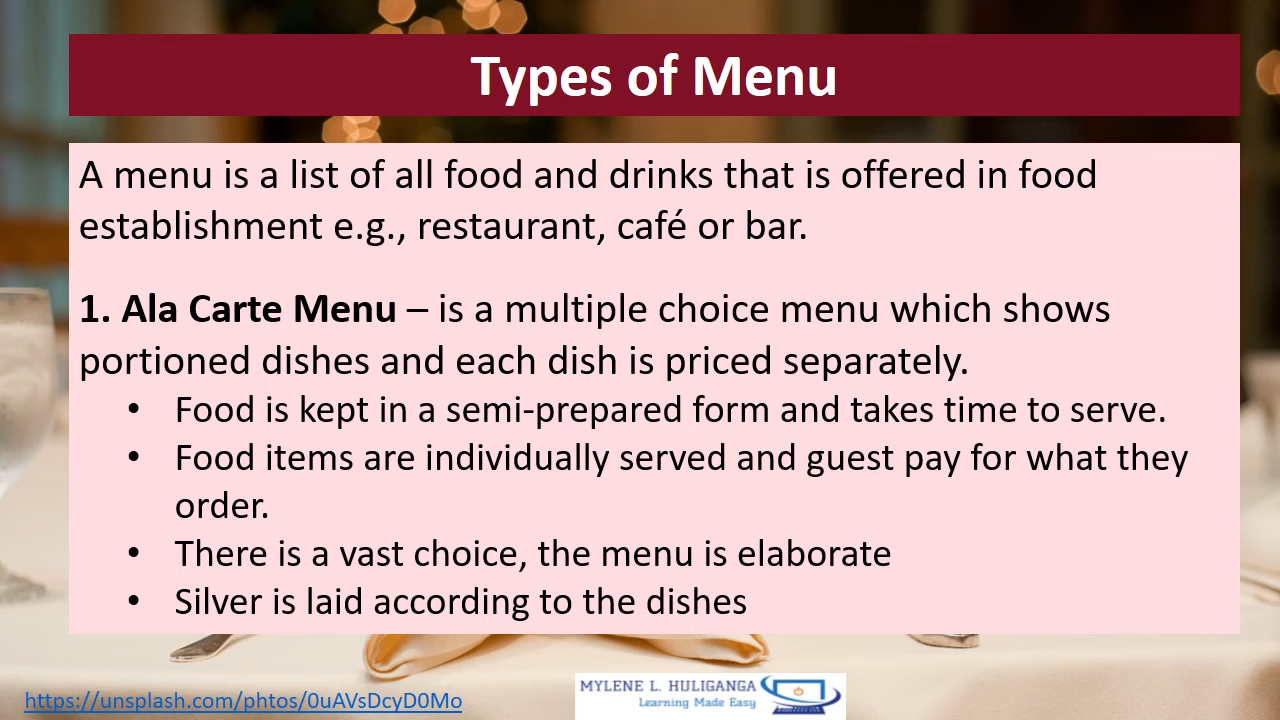 Types of Menu
A menu is a list of all food and drinks that is offered in food
establishment e.g., restaurant, café or bar.
1. Ala Carte Menu – is a multiple choice menu which shows
portioned dishes and each dish is priced separately.
• Food is kept in a semi-prepared form and takes time to serve.
• Food items are individually served and guest pay for what they
order.
• There is a vast choice, the menu is elaborate
• Silver is laid according to the dishes
https://unsplash.com/phtos/0uAVsDcyD0Mo
MYLENE L. HULIGANGA
Learning Made Easy